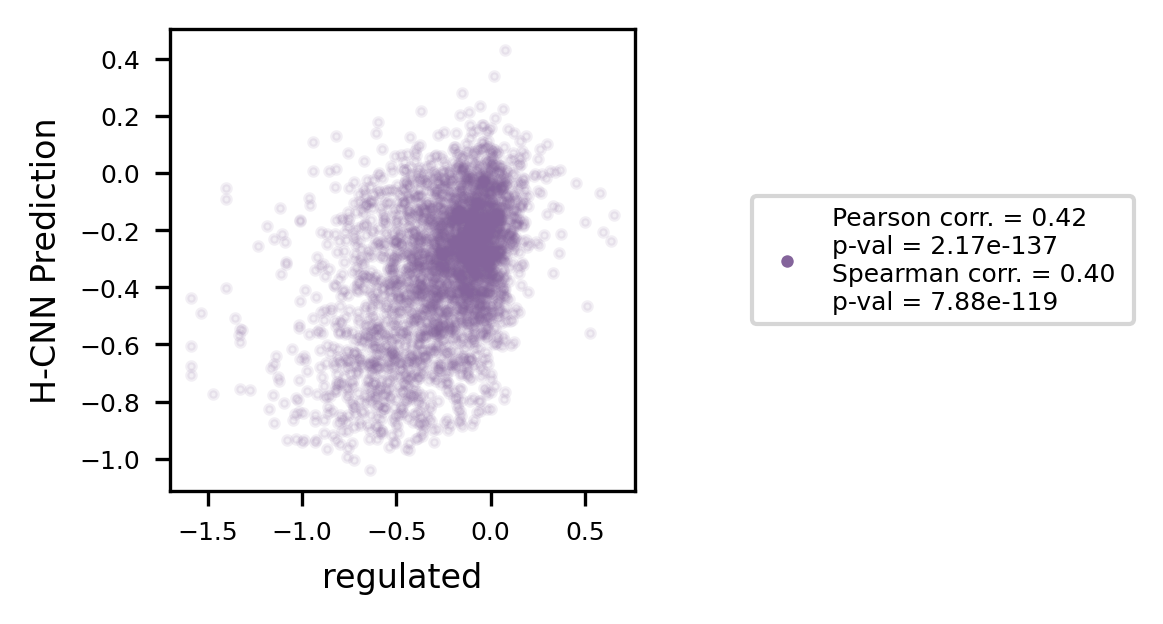 H-CNN Prediction
0.4
0.2
0.0
−0.2
−0.4
−0.6
−0.8
−1.0
−1.5
−1.0
−0.5
0.0
0.5
regulated
Pearson corr. = 0.42
p-val = 2.17e-137
Spearman corr. = 0.40
p-val = 7.88e-119